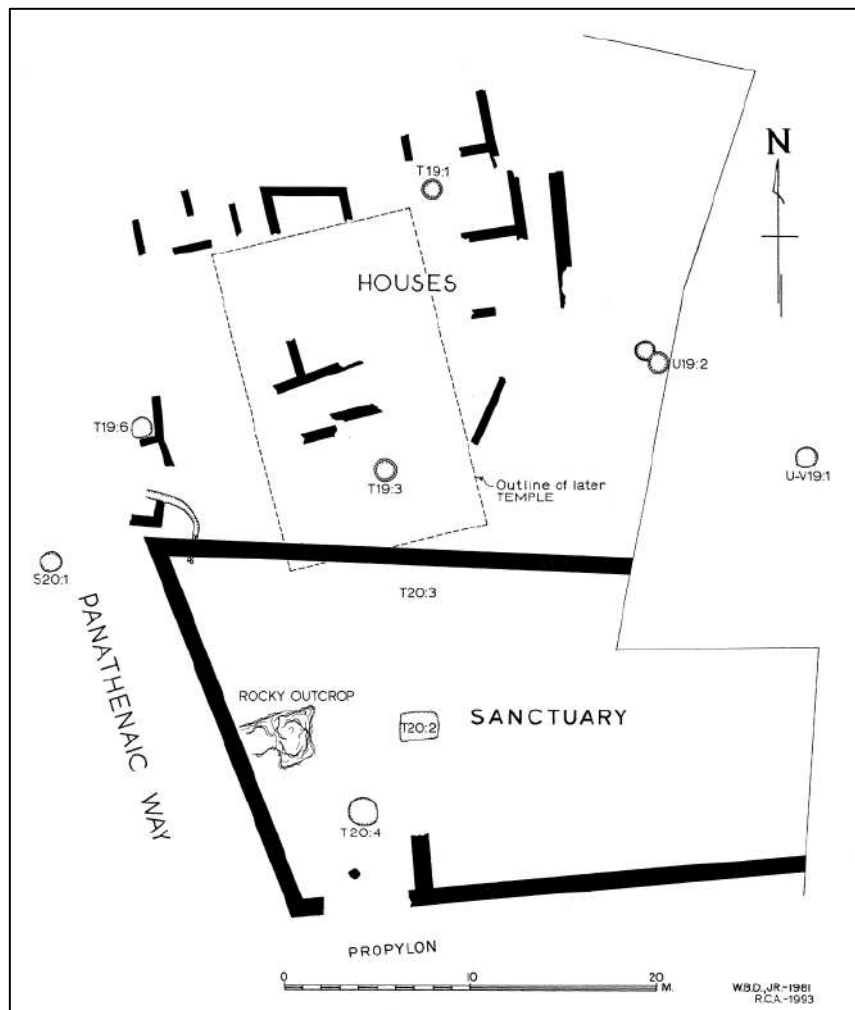 N
T19:1
HOUSES
U19:2
T19:6
U-V19:1
T19:3
Outline of later
TEMPLE
S20:1
T20:3
PANATHENAIC WAY
ROCKY OUTCROP
SANCTUARY
T20:2
T20:4
PROPYLON
0 10 20
M.
W.B.D.,JR.-1981
R.C.A.-1993